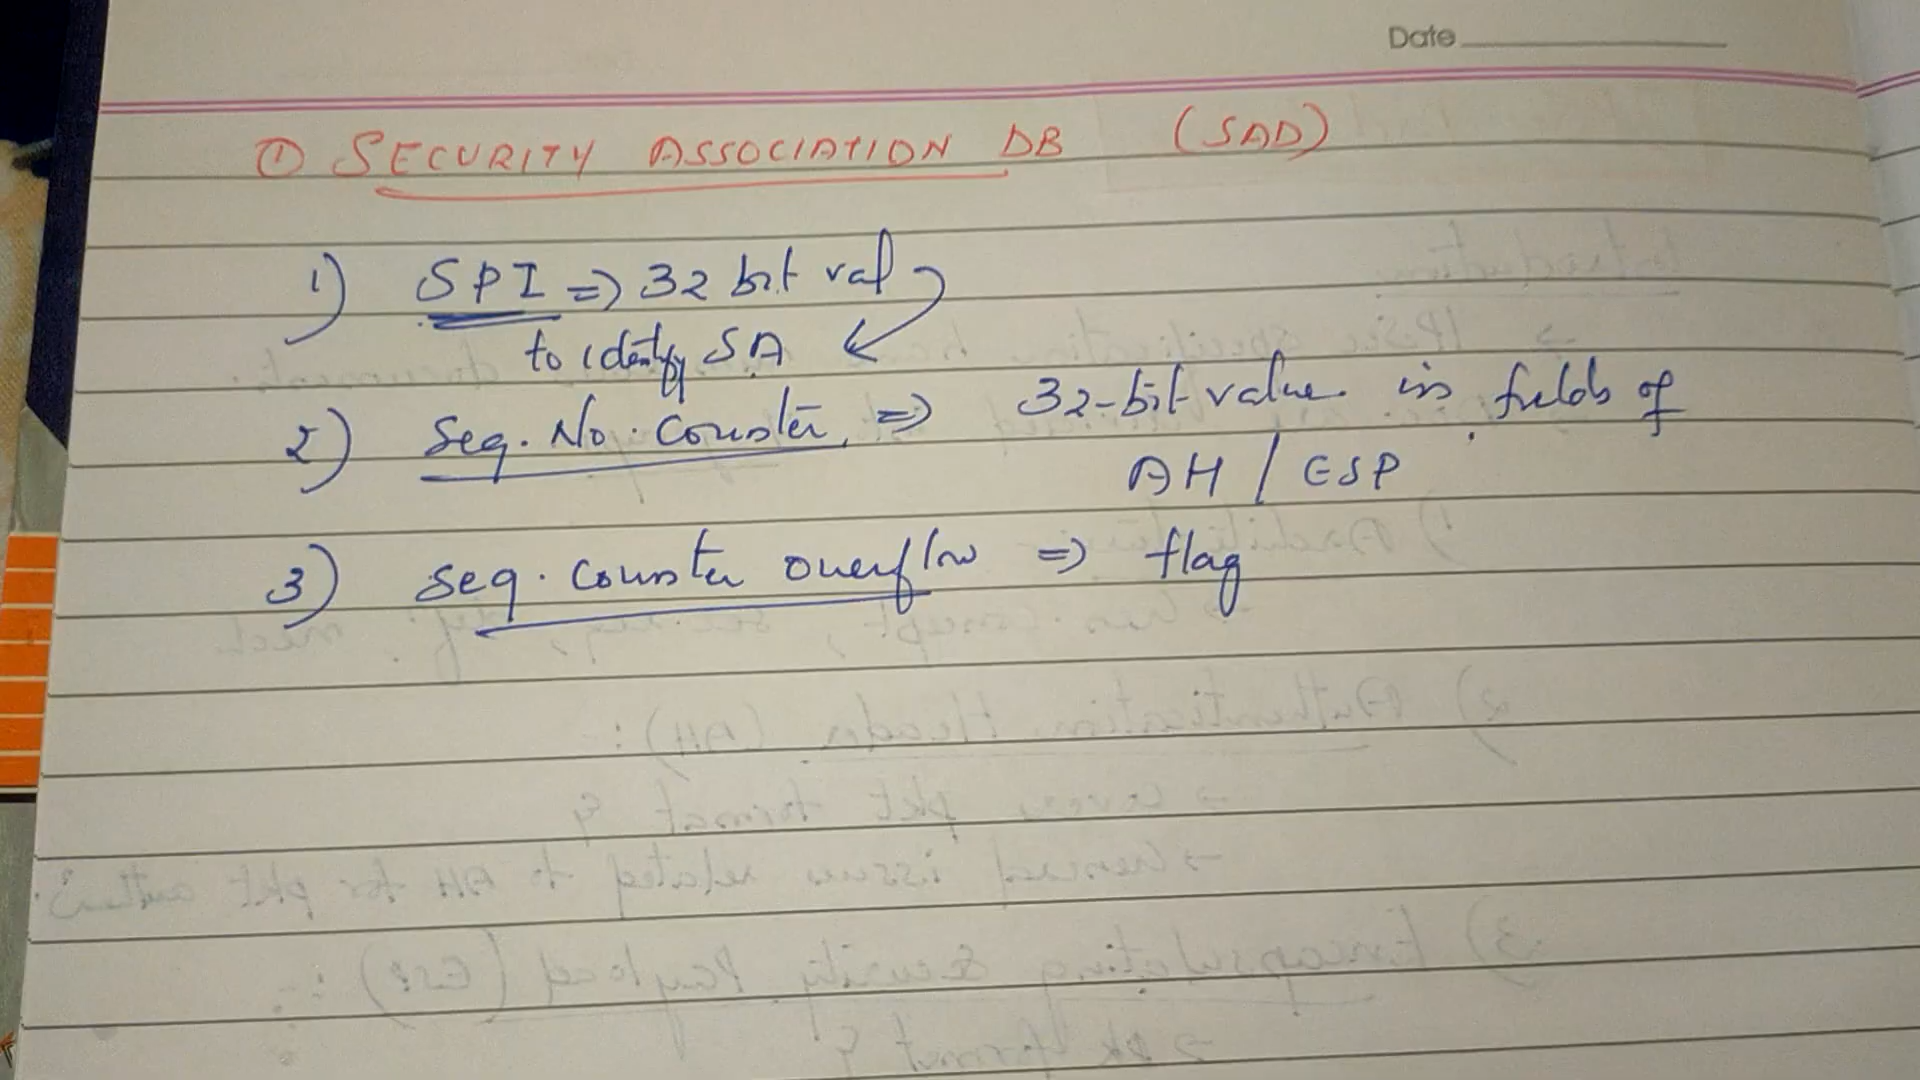 Date
① SECURITY ASSOCIATION DB (SAD)
1) SPI => 32 bit val
to identify SA
2) Seq. No. Counter => 32-bit value in fields of
AH / ESP
3) Seq. Counter overflow => flag